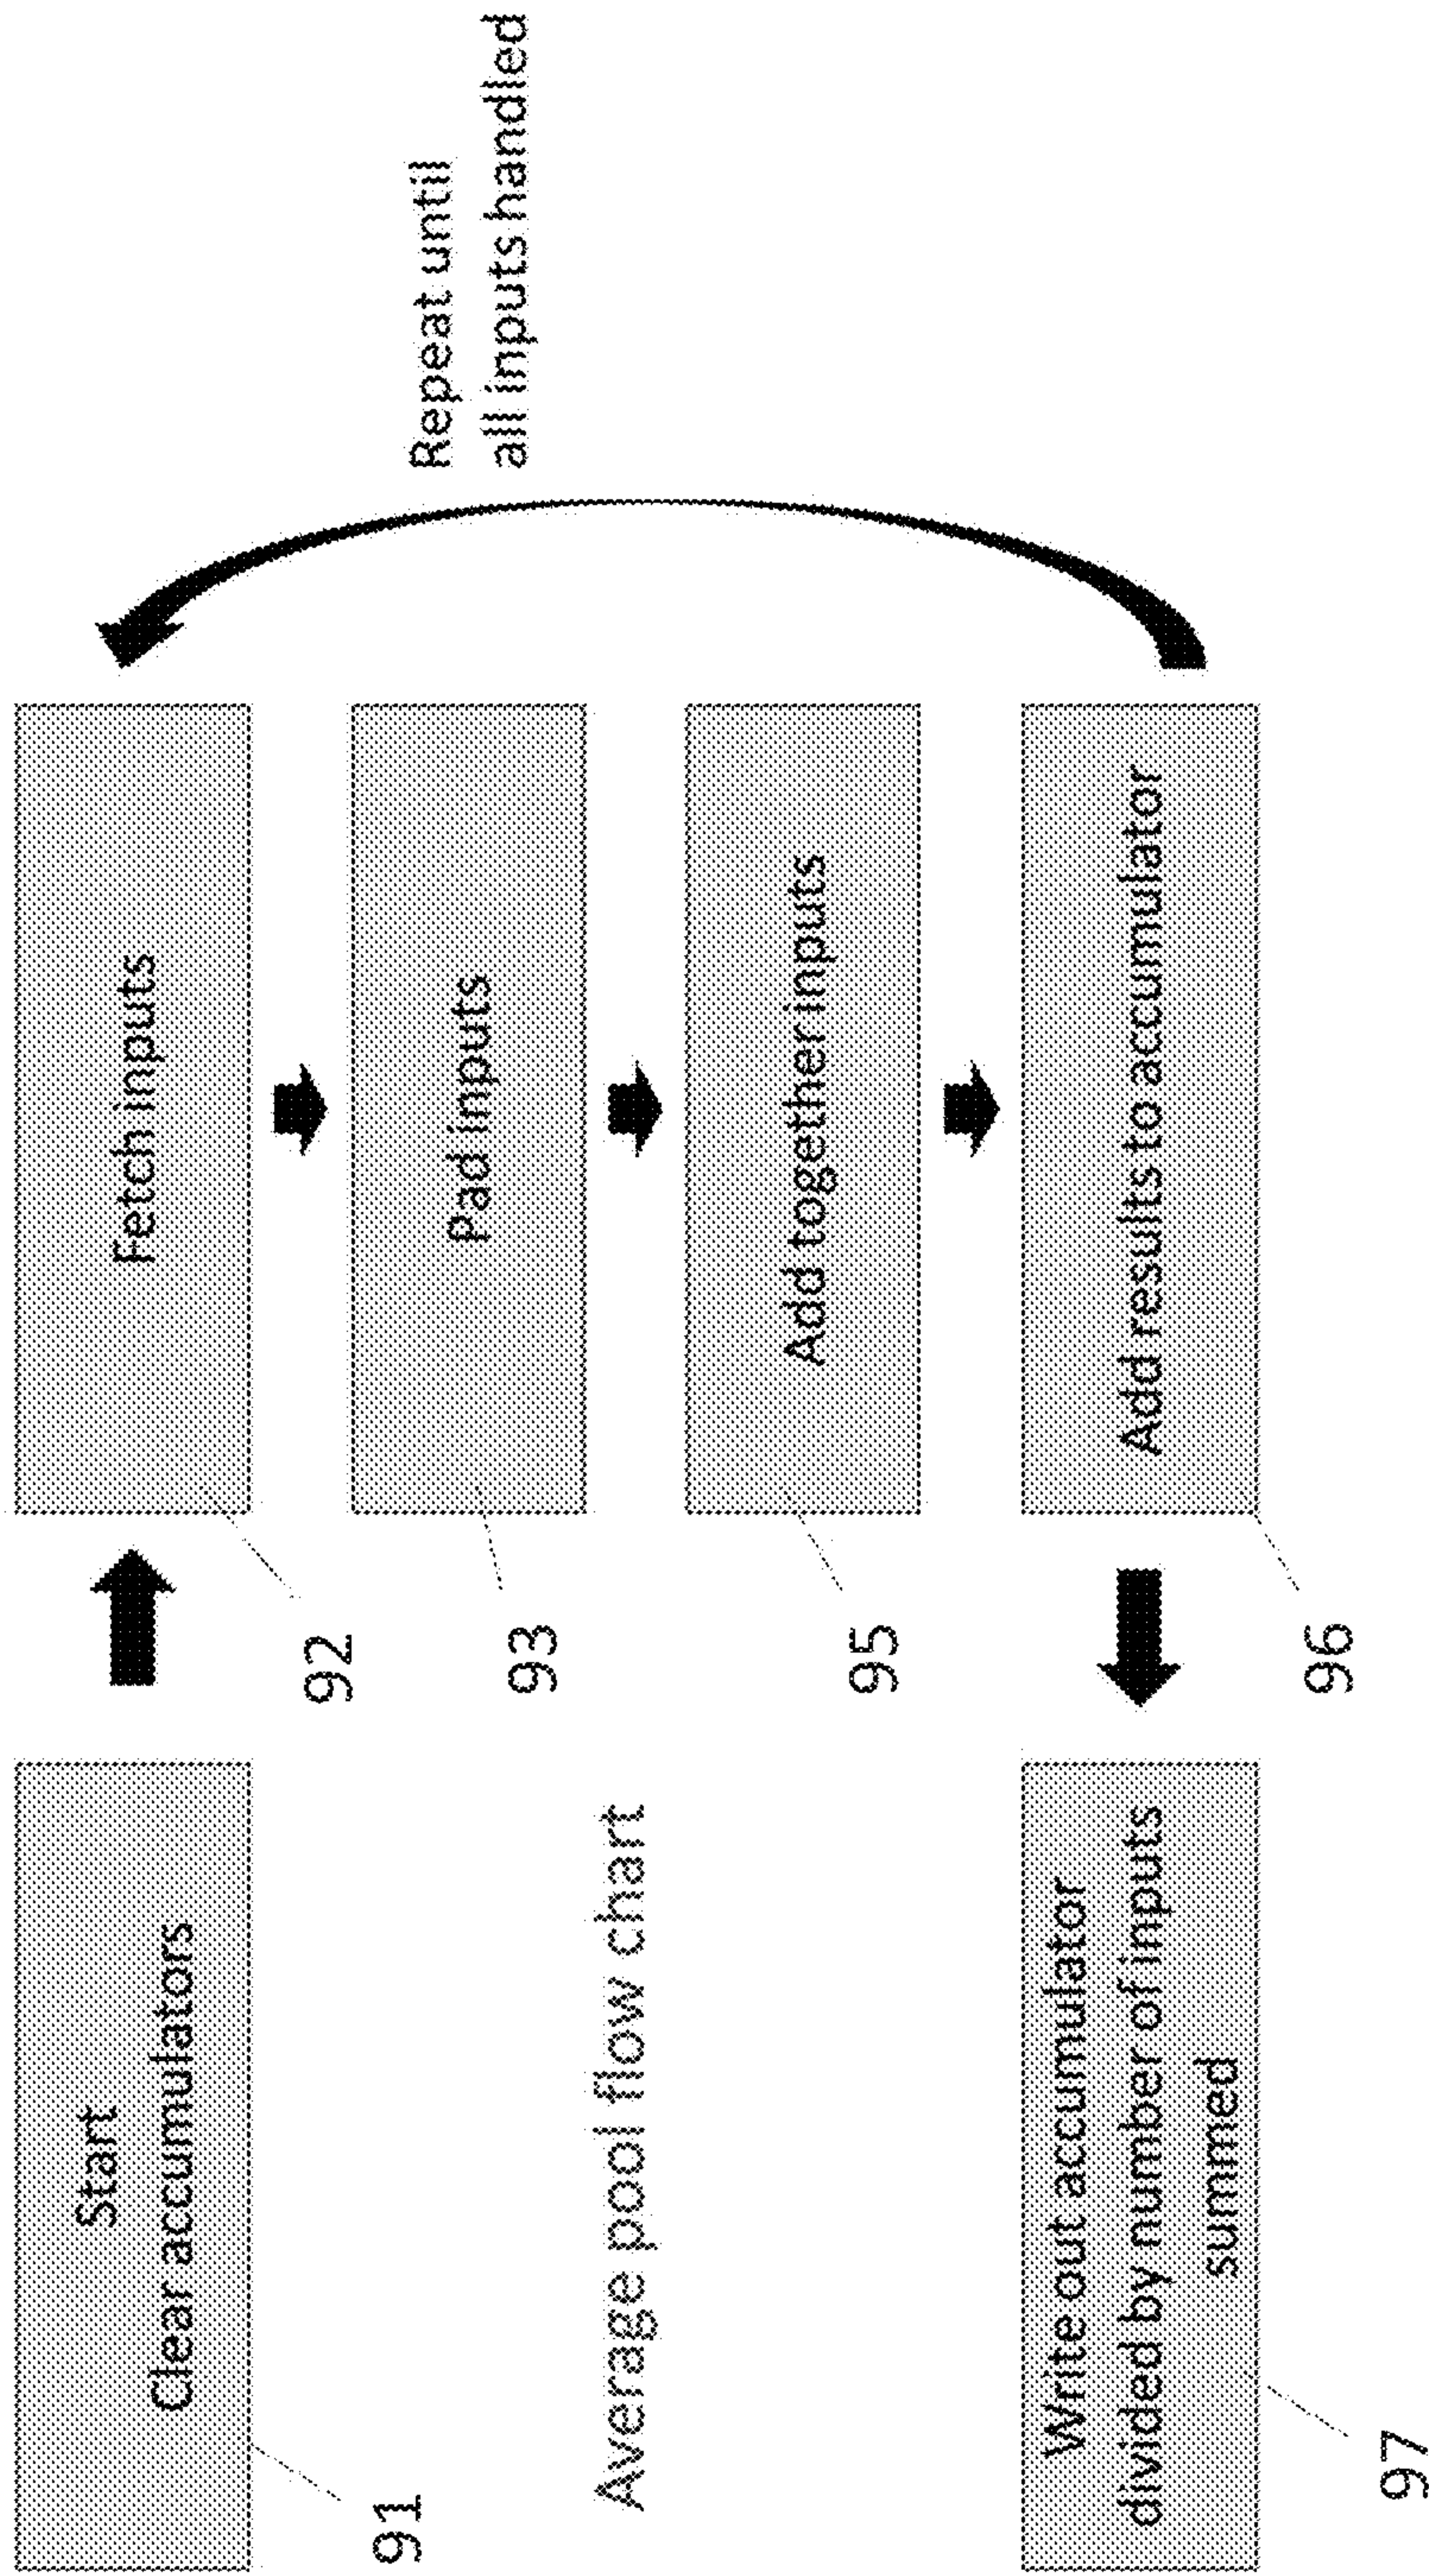 Start
Clear accumulators
91
Fetch inputs
92
Pad inputs
93
Add together inputs
95
Add results to accumulator
96
Repeat until
all inputs handled
Average pool flow chart
Write out accumulator
divided by number of inputs
summed
97